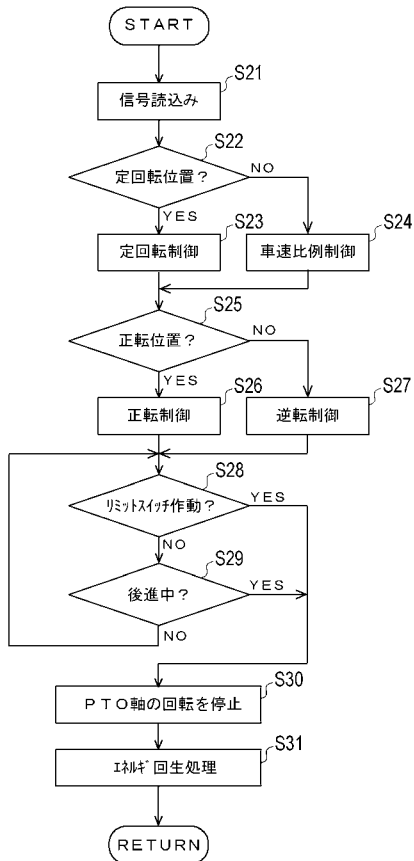 START
S21
信号読込み
S22
定回転位置？
NO
YES
S23
S24
定回転制御
車速比例制御
S25
正転位置？
NO
YES
S26
S27
正転制御
逆転制御
S28
ﾘﾐｯﾄｽｲｯﾁ作動？
YES
NO
S29
後進中？
YES
NO
S30
ＰＴＯ軸の回転を停止
S31
ｴﾈﾙｷﾞ回生処理
RETURN